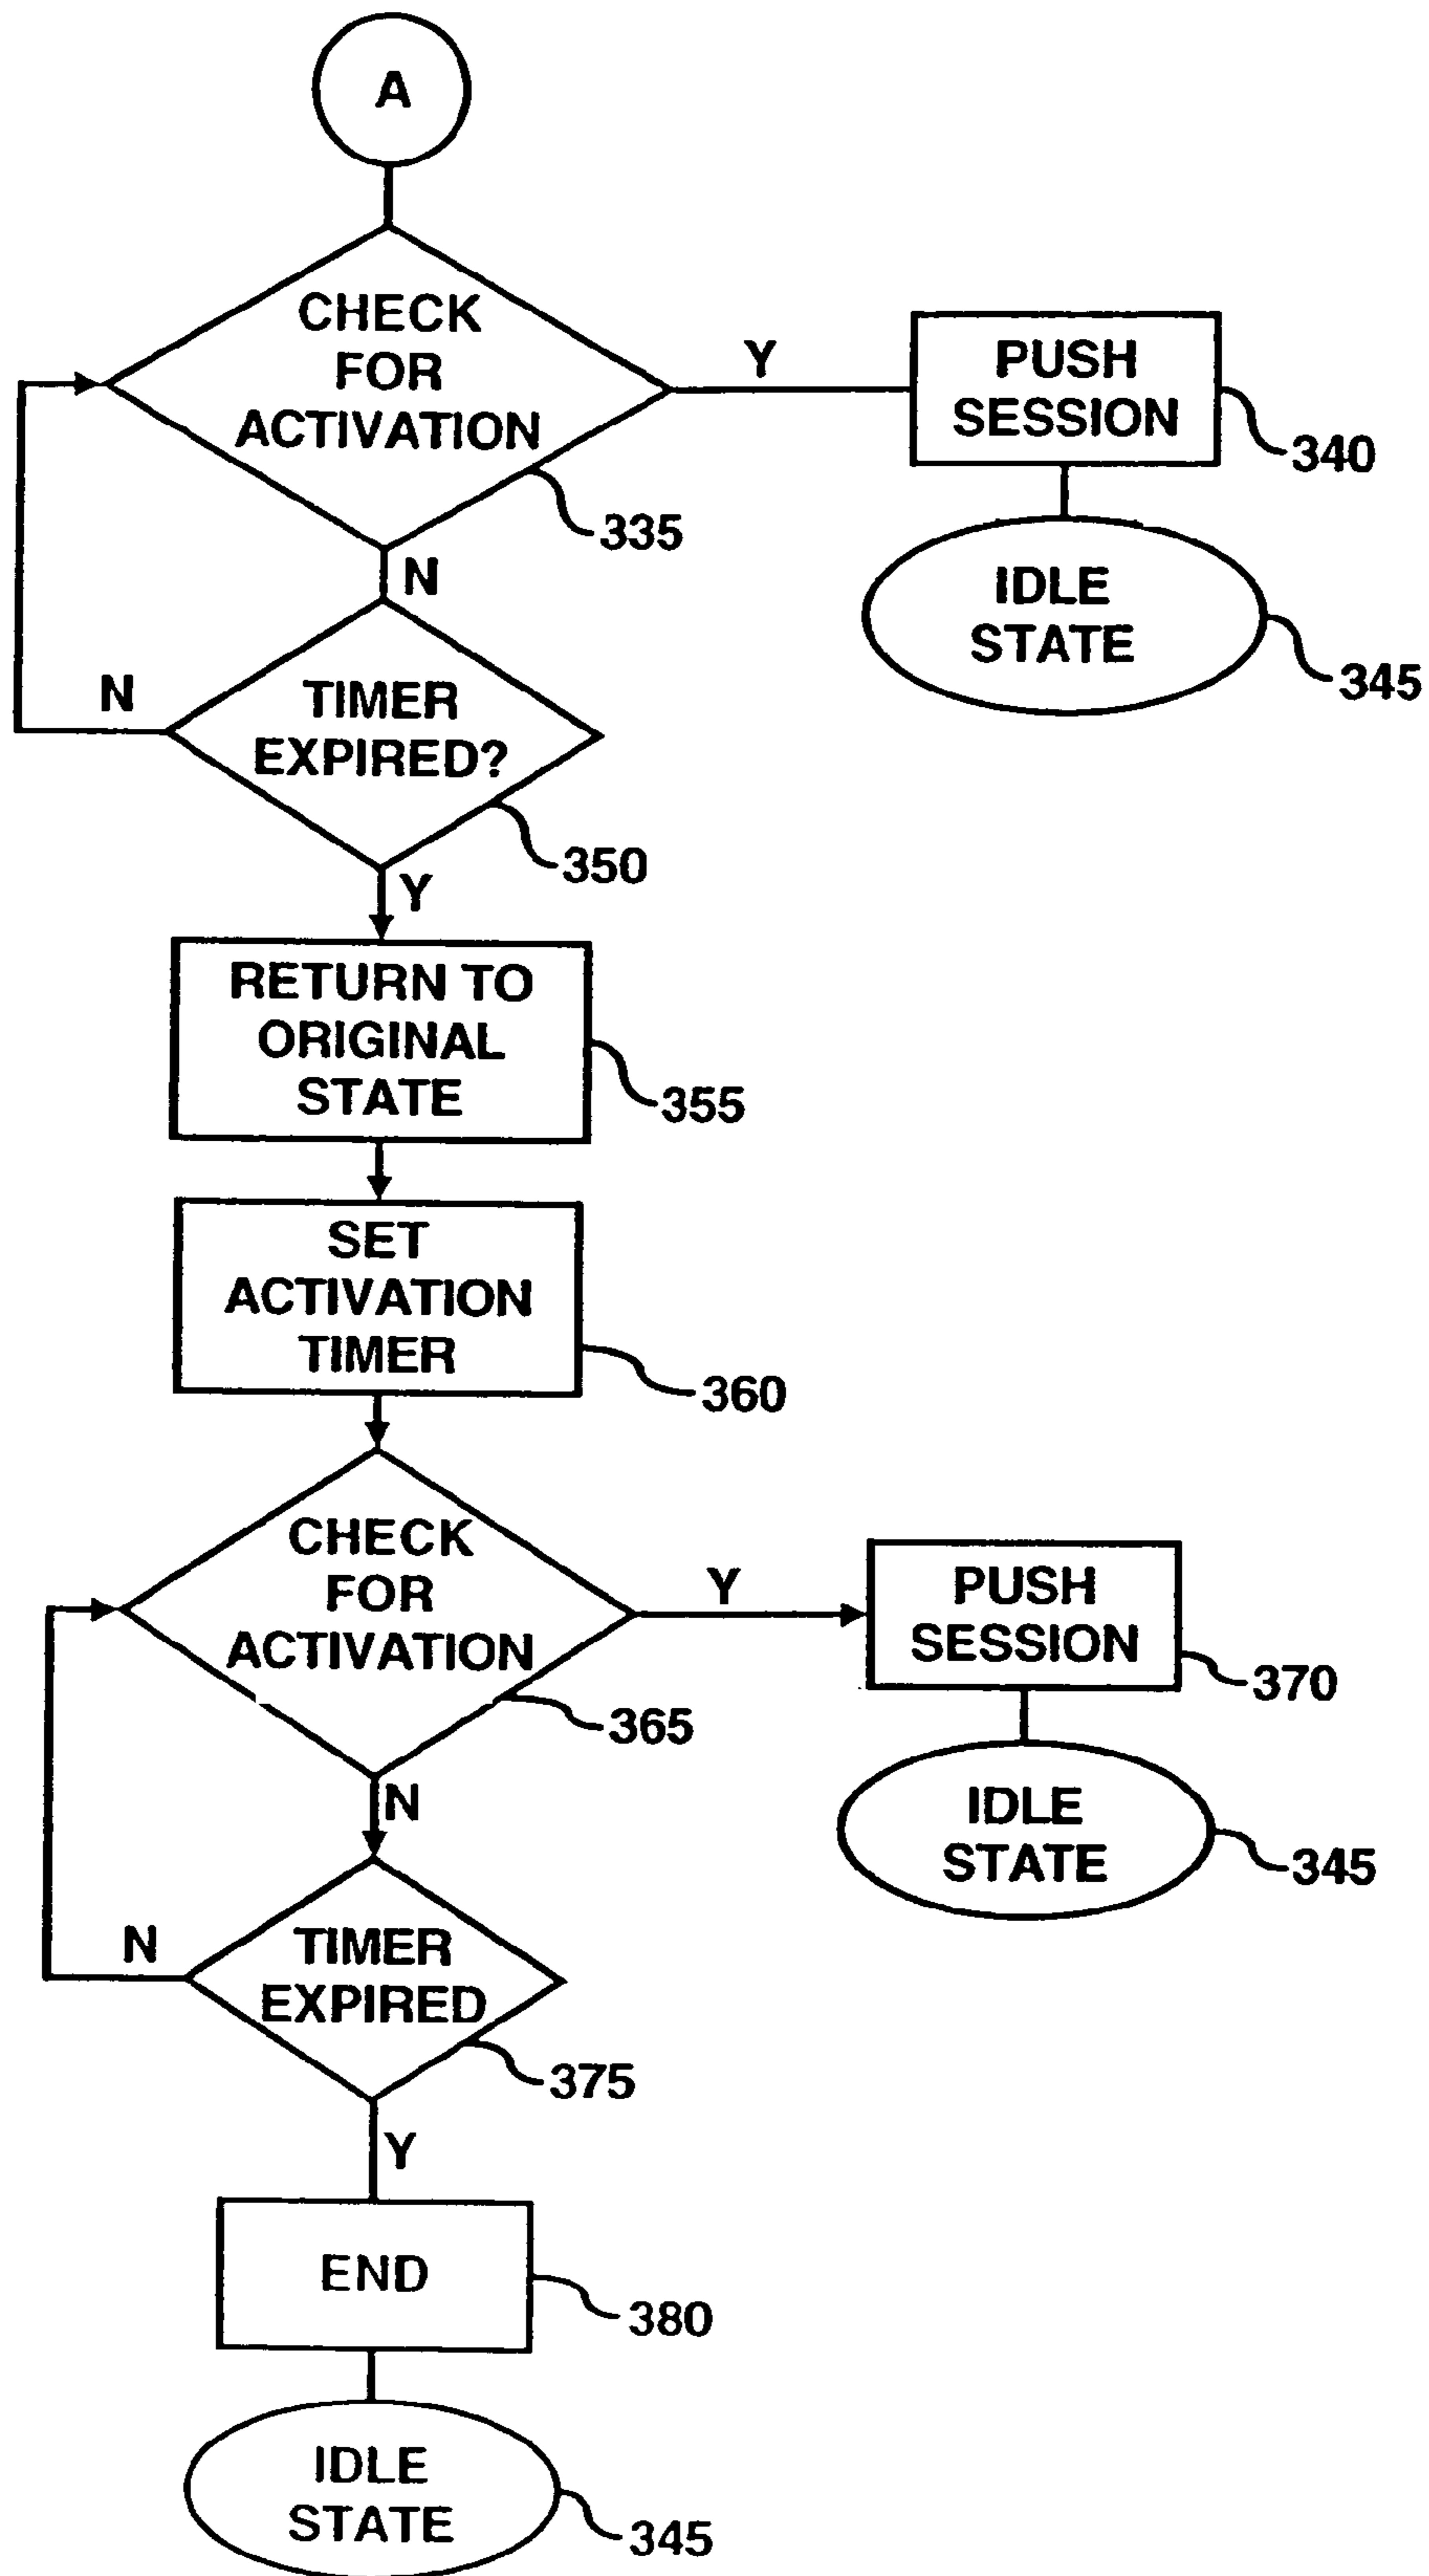 A
CHECK
FOR
ACTIVATION
335
Y
PUSH
SESSION
340
IDLE
STATE
345
N
TIMER
EXPIRED?
350
N
Y
RETURN TO
ORIGINAL
STATE
355
SET
ACTIVATION
TIMER
360
CHECK
FOR
ACTIVATION
365
Y
PUSH
SESSION
370
IDLE
STATE
345
N
TIMER
EXPIRED
375
N
Y
END
380
IDLE
STATE
345